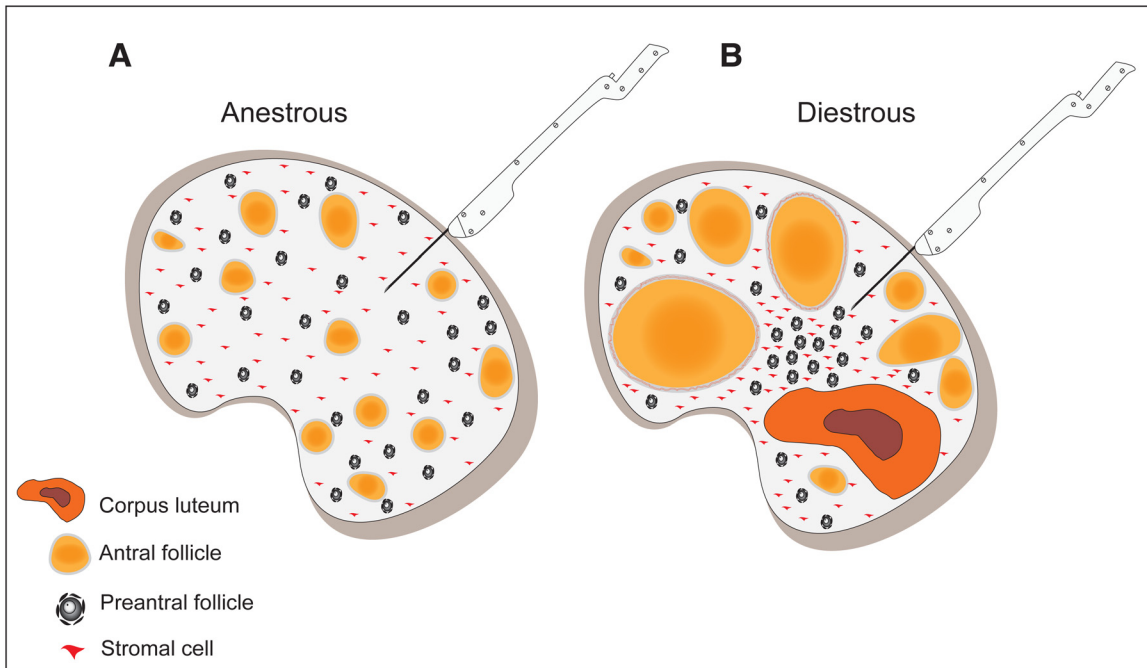 A
B
Anestrous
Diestrous
Corpus luteum
Antral follicle
Preantral follicle
Stromal cell